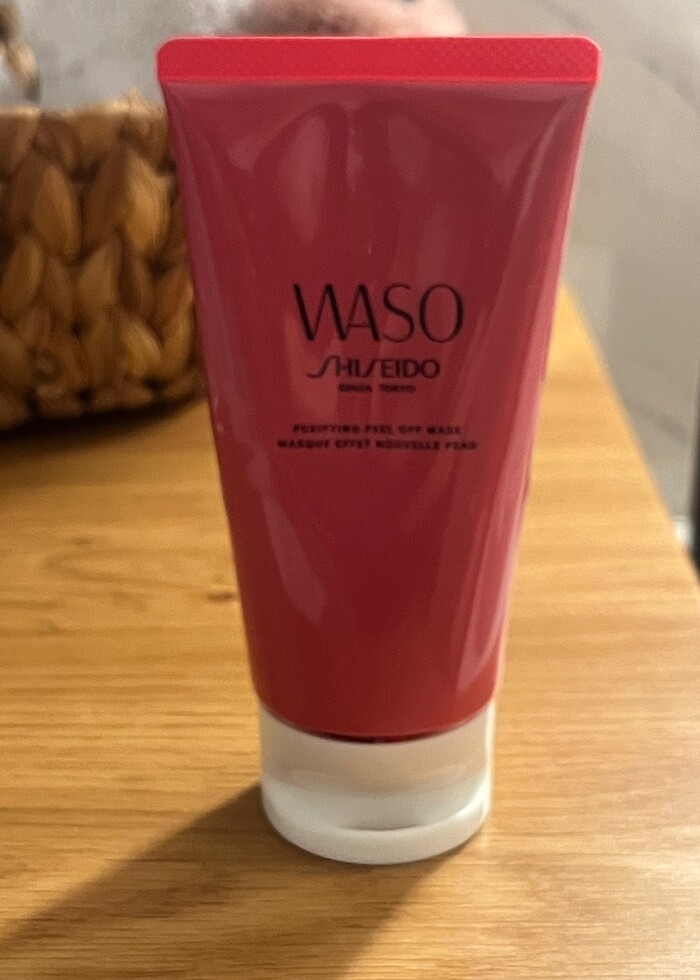 WASO
SHISEIDO
GINZA TOKYO
PURIFYING PEEL OFF MASK
MASQUE EFFET NOUVELLE PEAU